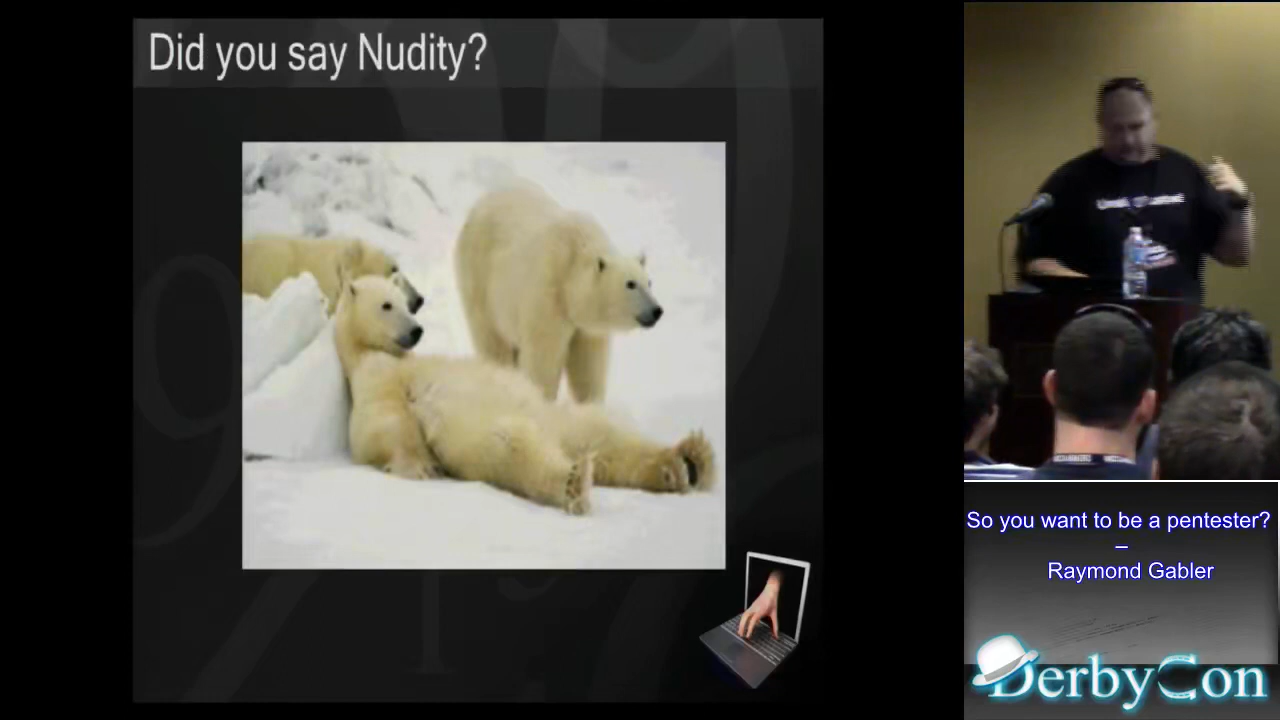 Did you say Nudity?
So you want to be a pentester?
–
Raymond Gabler
DerbyCon